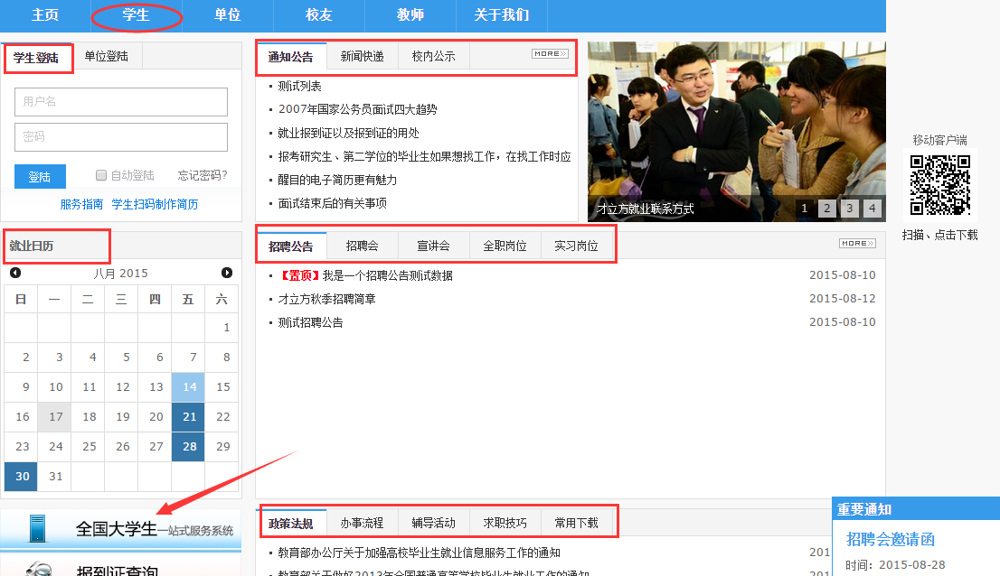 主页 学生 单位 校友 教师 关于我们
学生登陆 单位登陆
用户名
密码
登陆 自动登陆 忘记密码?
服务指南 学生扫码制作简历
通知公告 新闻快递 校内公示 MORE
测试列表
2007年国家公务员面试四大趋势
就业报到证以及报到证的用处
报考研究生、第二学位的毕业生如果想找工作，在找工作时应
醒目的电子简历更有魅力
面试结束后的有关事项
才立方就业联系方式 1 2 3 4
移动客户端
扫描、点击下载
就业日历
八月 2015
日 一 二 三 四 五 六
1
2 3 4 5 6 7 8
9 10 11 12 13 14 15
16 17 18 19 20 21 22
23 24 25 26 27 28 29
30 31
招聘公告 招聘会 宣讲会 全职岗位 实习岗位 MORE
【置顶】我是一个招聘公告测试数据 2015-08-10
才立方秋季招聘简章 2015-08-12
测试招聘公告 2015-08-10
全国大学生一站式服务系统
报到证查询
政策法规 办事流程 辅导活动 求职技巧 常用下载
教育部办公厅关于加强高校毕业生就业信息服务工作的通知 201
教育部关于做好2013年全国普通高等学校毕业生就业工作的通知 201
重要通知
招聘会邀请函
时间：2015-08-28